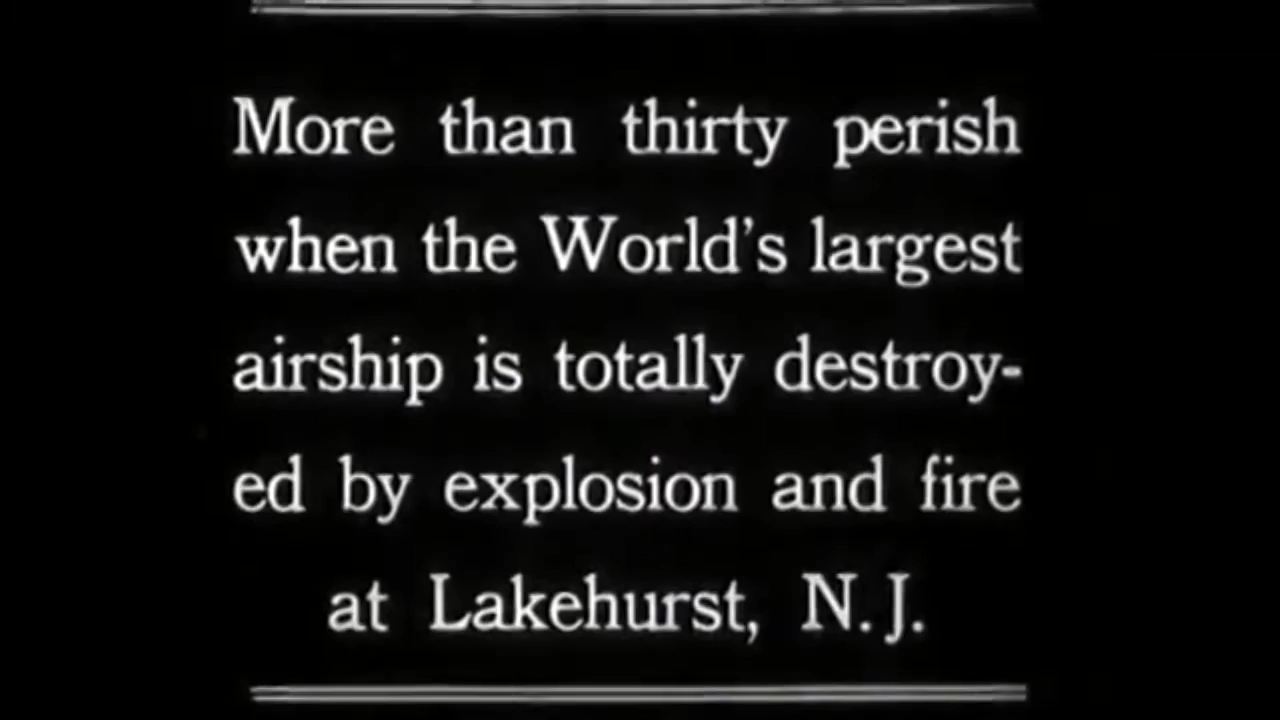 More than thirty perish
when the World's largest
airship is totally destroy-
ed by explosion and fire
at Lakehurst, N.J.